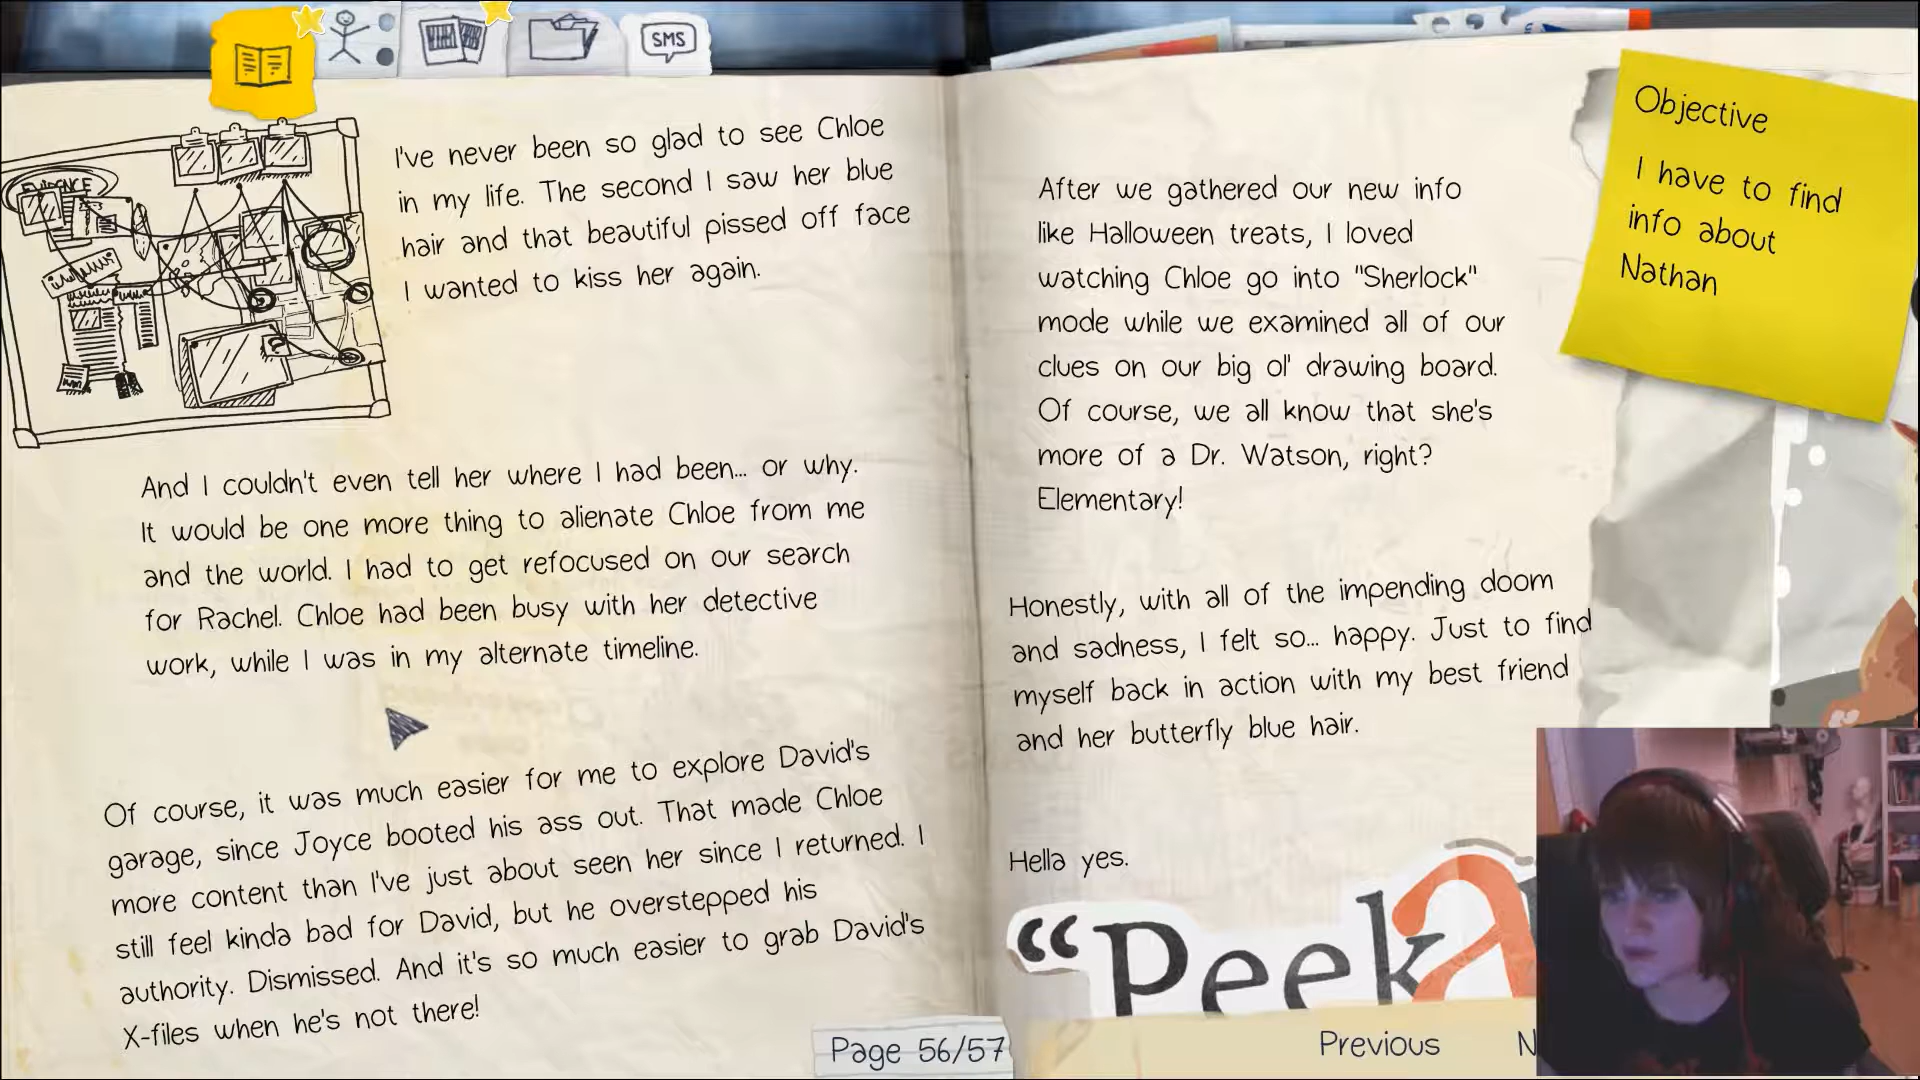 SMS
EVIDENCE
I've never been so glad to see Chloe
in my life. The second I saw her blue
hair and that beautiful pissed off face
I wanted to kiss her again.
And I couldn't even tell her where I had been... or why.
It would be one more thing to alienate Chloe from me
and the world. I had to get refocused on our search
for Rachel. Chloe had been busy with her detective
work, while I was in my alternate timeline.
Of course, it was much easier for me to explore David's
garage, since Joyce booted his ass out. That made Chloe
more content than I've just about seen her since I returned. I
still feel kinda bad for David, but he overstepped his
authority. Dismissed. And it's so much easier to grab David's
X-files when he's not there!
Page 56/57
After we gathered our new info
like Halloween treats, I loved
watching Chloe go into "Sherlock"
mode while we examined all of our
clues on our big ol' drawing board.
Of course, we all know that she's
more of a Dr. Watson, right?
Elementary!
Honestly, with all of the impending doom
and sadness, I felt so... happy. Just to find
myself back in action with my best friend
and her butterfly blue hair.
Hella yes.
“Peeka
Previous N
Objective
I have to find
info about
Nathan